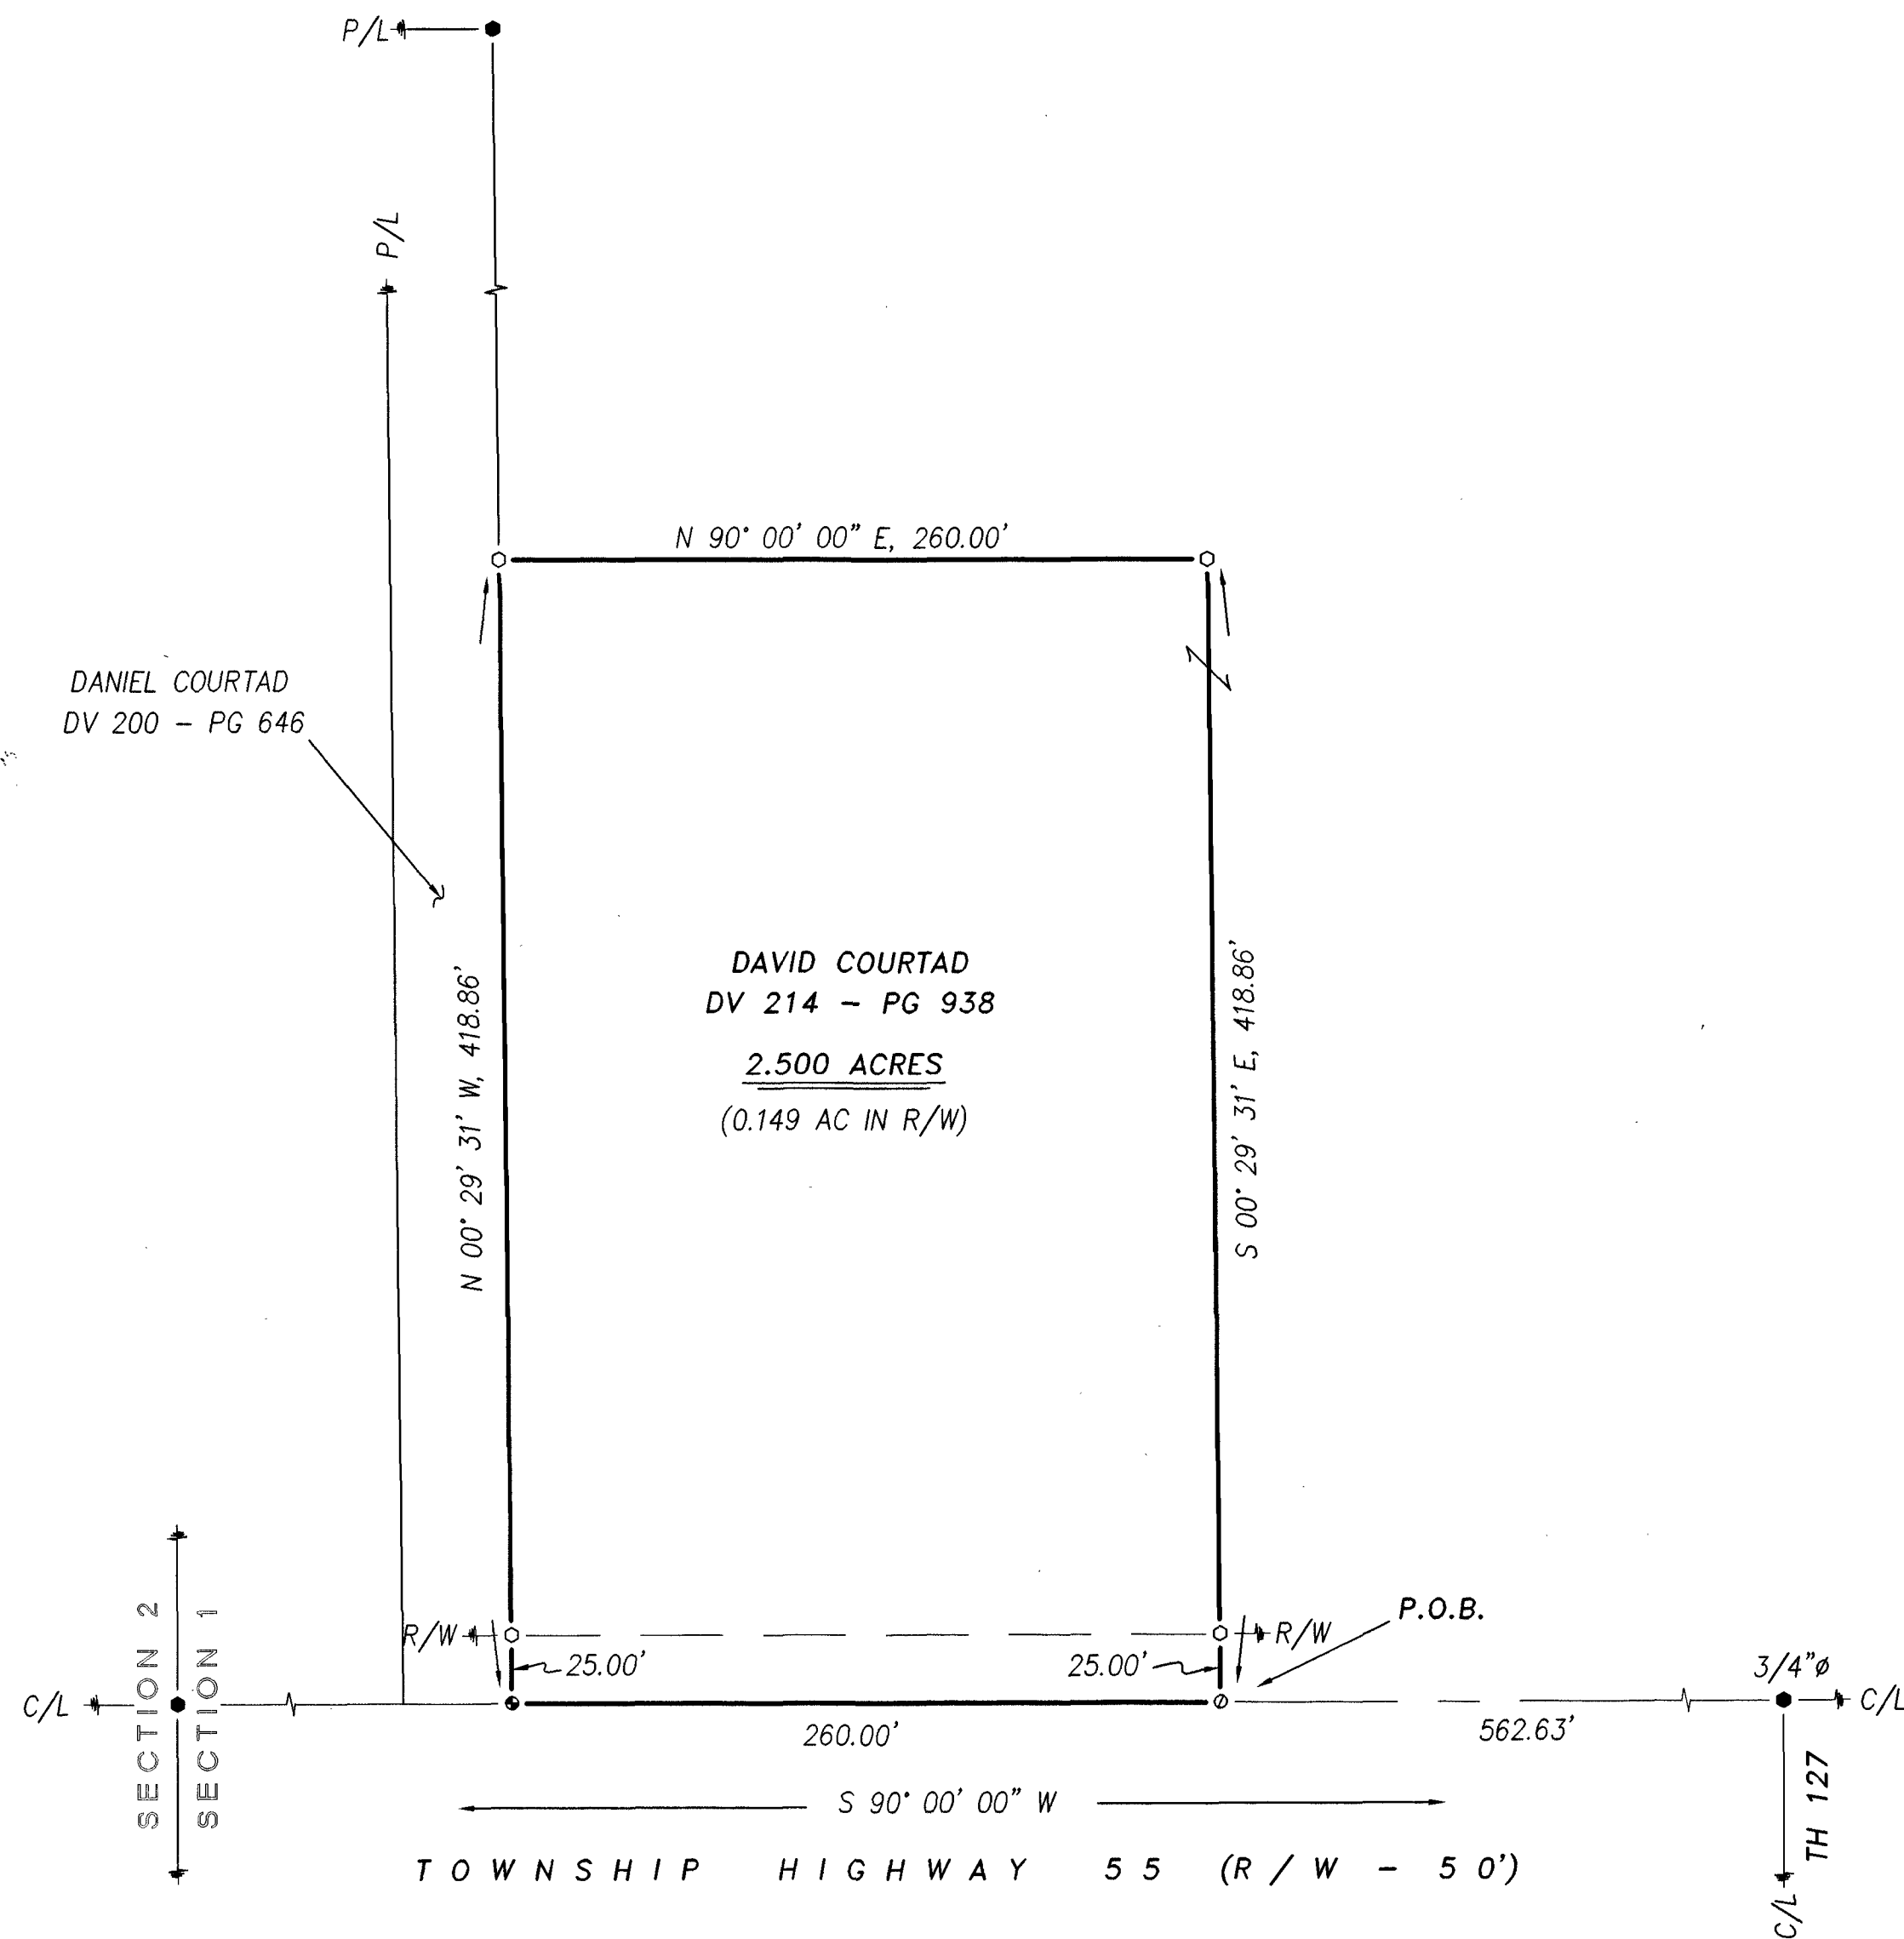 P/L
P/L
N 90° 00' 00" E, 260.00'
DANIEL COURTAD
DV 200 - PG 646
DAVID COURTAD
DV 214 - PG 938
2.500 ACRES
(0.149 AC IN R/W)
N 00° 29' 31' W, 418.86'
S 00° 29' 31' E, 418.86'
SECTION 2
SECTION 1
R/W
R/W
P.O.B.
25.00'
25.00'
3/4"ø
C/L
C/L
260.00'
562.63'
S 90° 00' 00" W
TH 127
TOWNSHIP HIGHWAY 55 (R/W - 50')
C/L